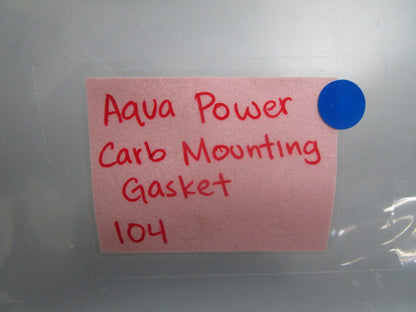 Aqua Power
Carb Mounting
Gasket
104